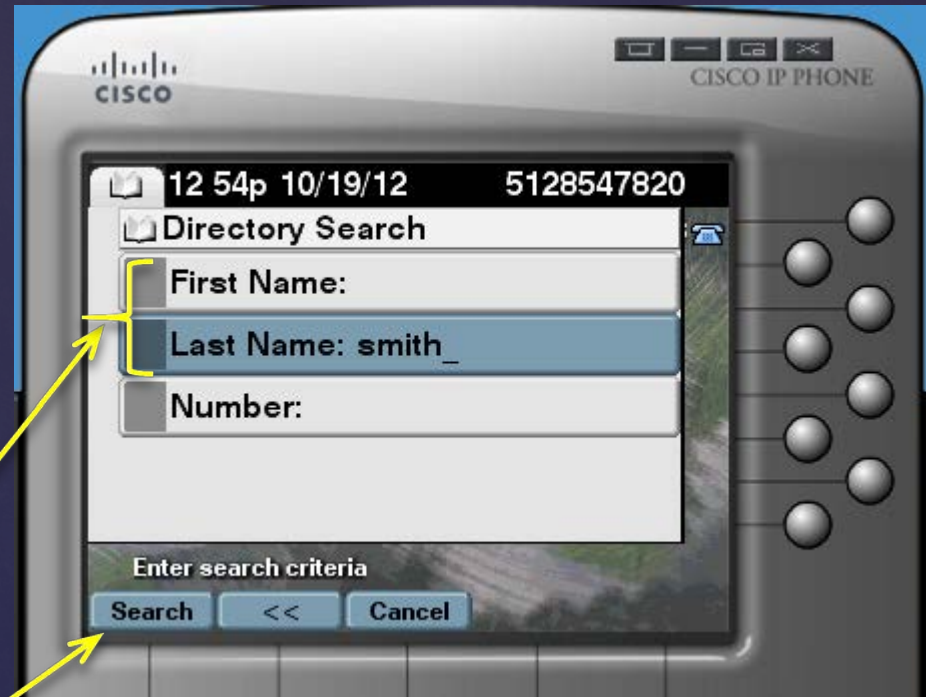 CISCO
CISCO IP PHONE
12 54p 10/19/12 5128547820
Directory Search
First Name:
Last Name: smith_
Number:
Enter search criteria
Search << Cancel